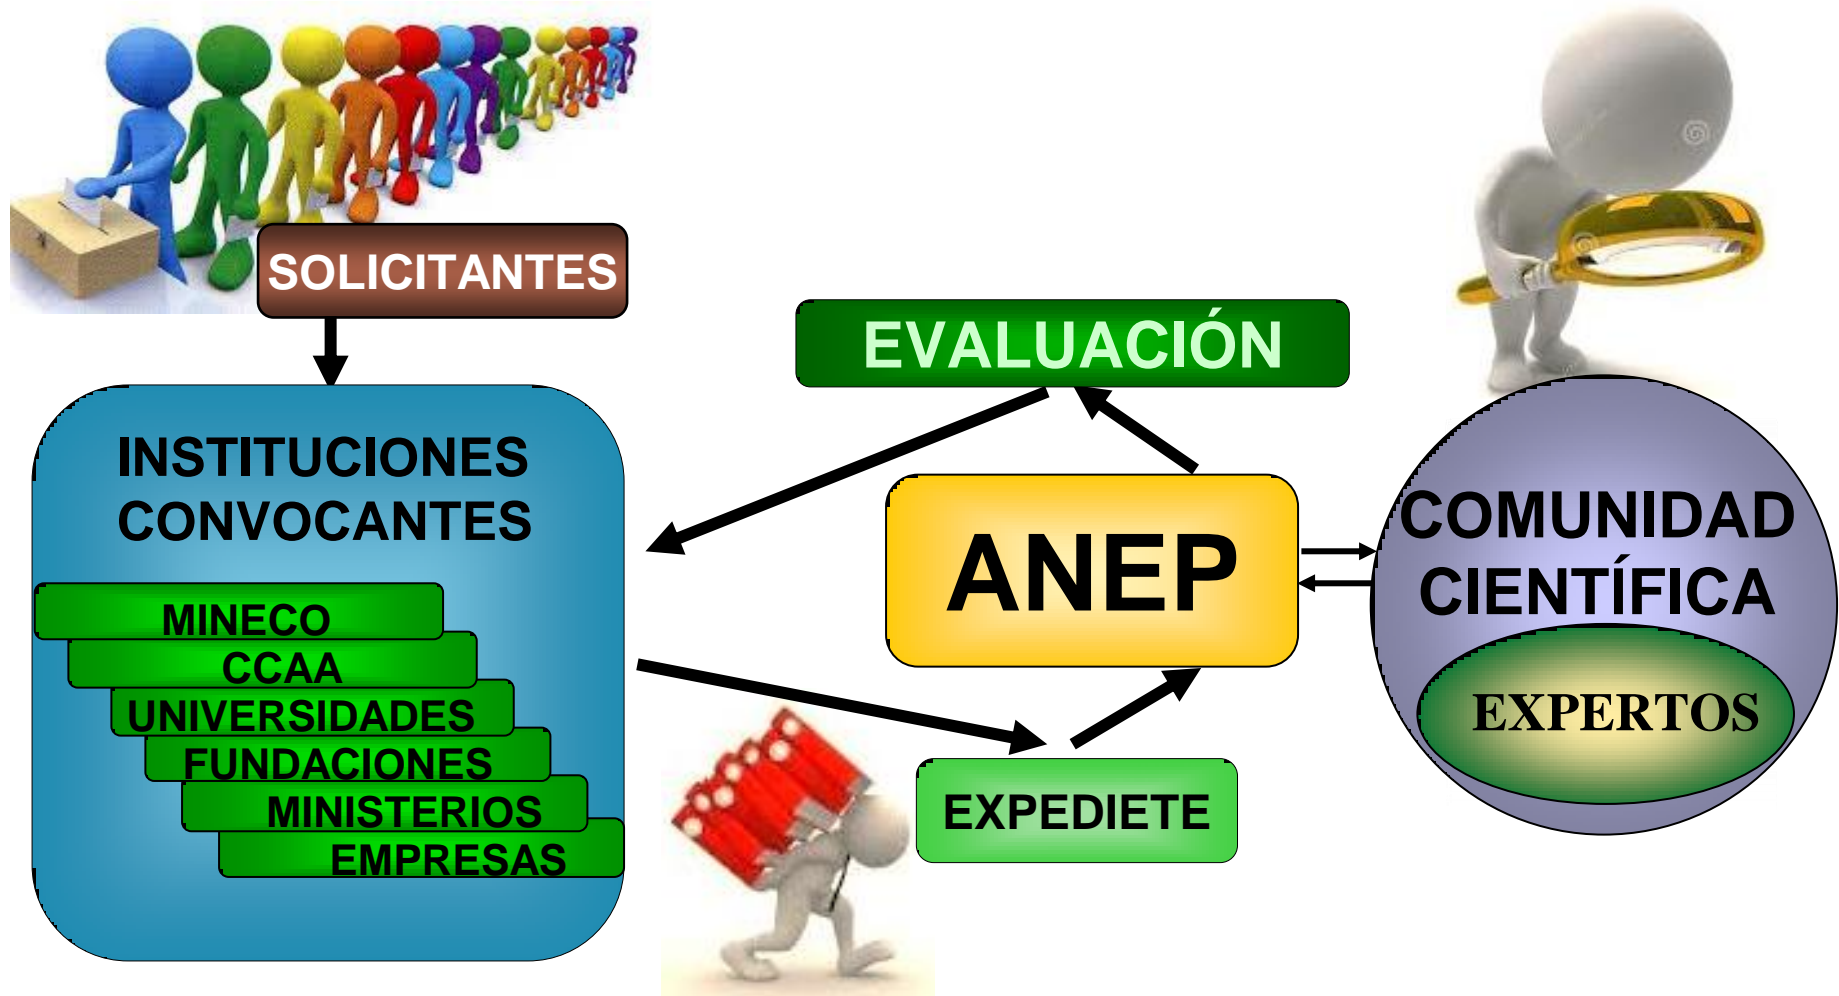 SOLICITANTES
EVALUACIÓN
INSTITUCIONES
CONVOCANTES
MINECO
CCAA
UNIVERSIDADES
FUNDACIONES
MINISTERIOS
EMPRESAS
ANEP
EXPEDIETE
COMUNIDAD
CIENTÍFICA
EXPERTOS